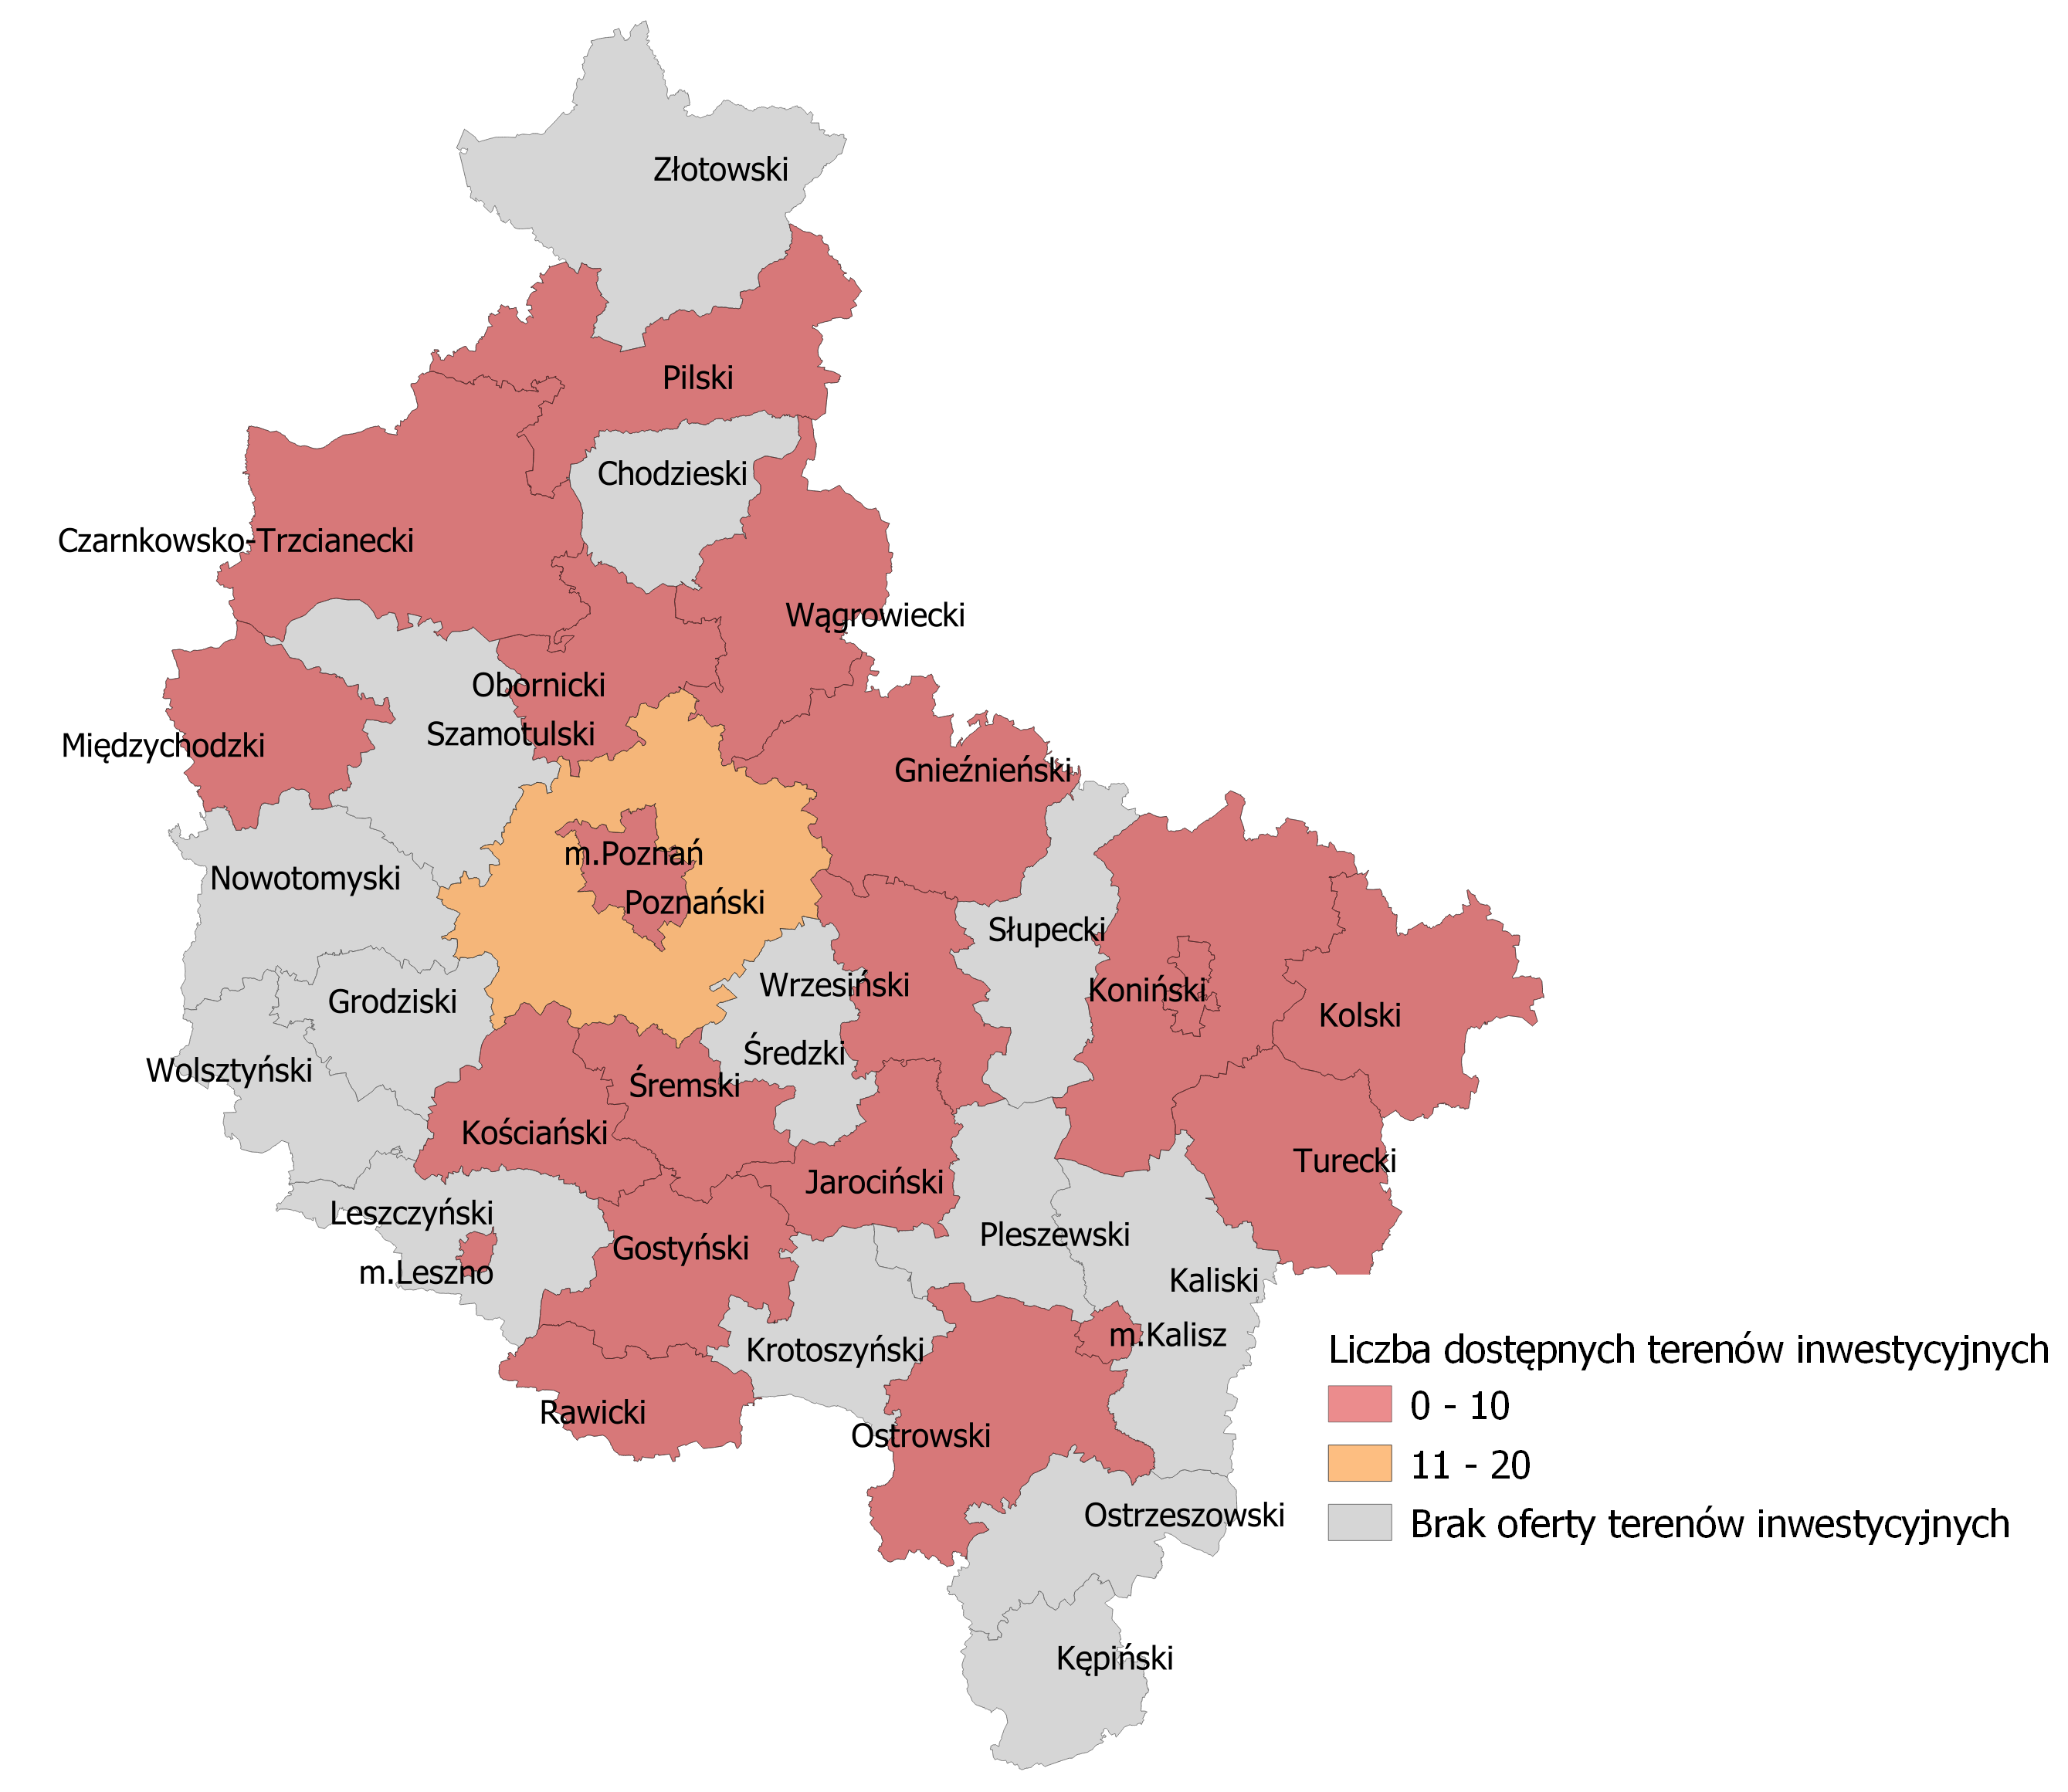 Złotowski
Pilski
Chodzieski
Czarnkowsko-Trzcianecki
Wągrowiecki
Obornicki
Szamotulski
Międzychodzki
Gnieźnieński
m.Poznań
Nowotomyski
Poznański
Słupecki
Wrzesiński
Koniński
Grodziski
Kolski
Średzki
Wolsztyński
Śremski
Kościański
Turecki
Jarociński
Leszczyński
Pleszewski
Gostyński
m.Leszno
Kaliski
m.Kalisz
Krotoszyński
Rawicki
Ostrowski
Ostrzeszowski
Kępiński
Liczba dostępnych terenów inwestycyjnych
0 - 10
11 - 20
Brak oferty terenów inwestycyjnych